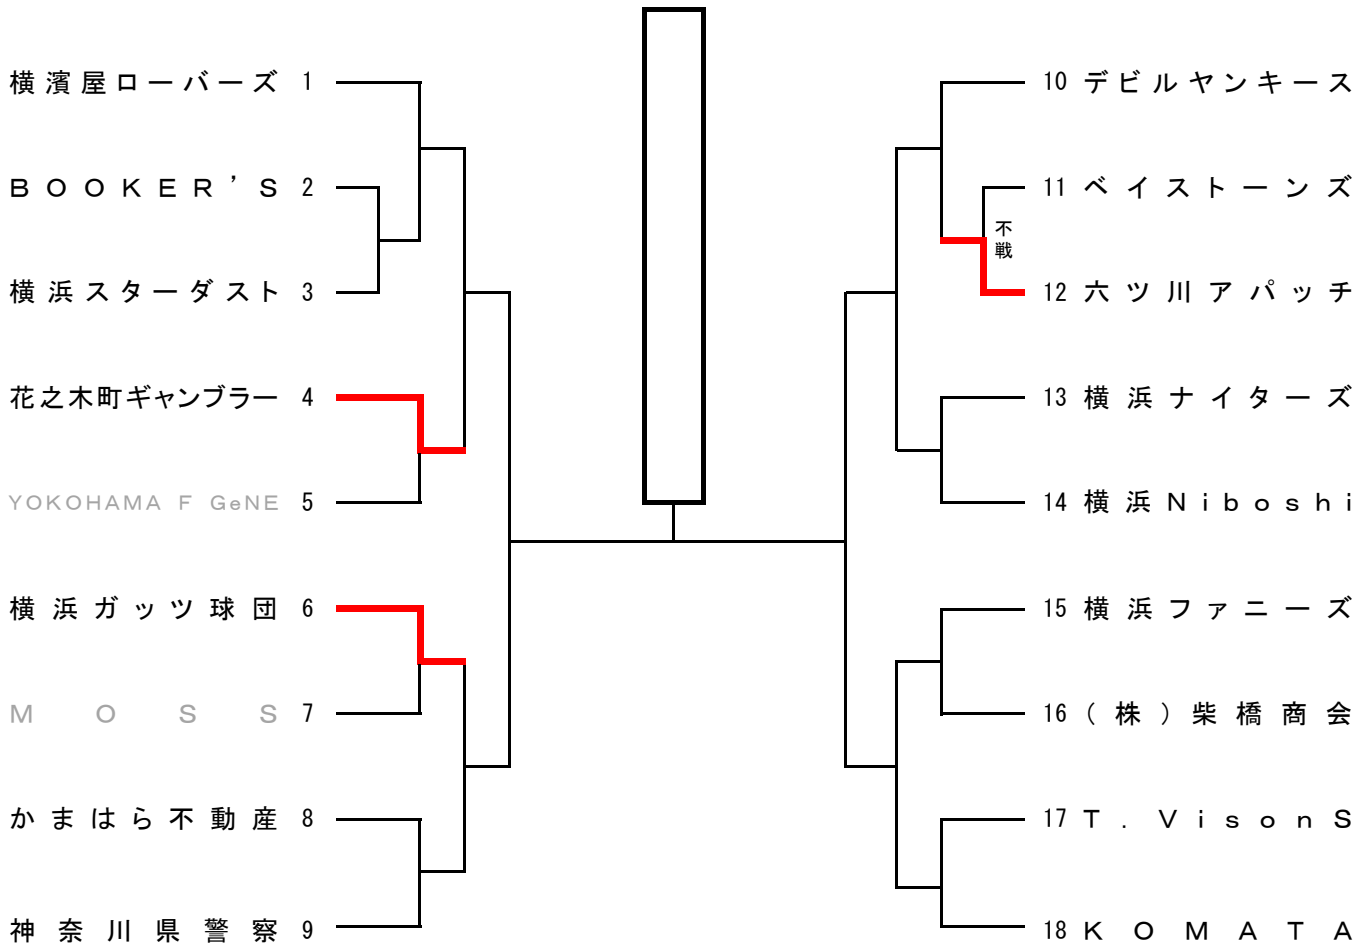 横濱屋ローバーズ 1
BOOKER'S 2
横浜スターダスト 3
花之木町ギャンブラー 4
YOKOHAMA F GeNE 5
横浜ガッツ球団 6
MOSS 7
かまはら不動産 8
神奈川県警察 9
10 デビルヤンキース
11 ベイストーンズ
不戦
12 六ツ川アパッチ
13 横浜ナイターズ
14 横浜Niboshi
15 横浜ファニーズ
16 (株)柴橋商会
17 T.VisonS
18 KOMATA